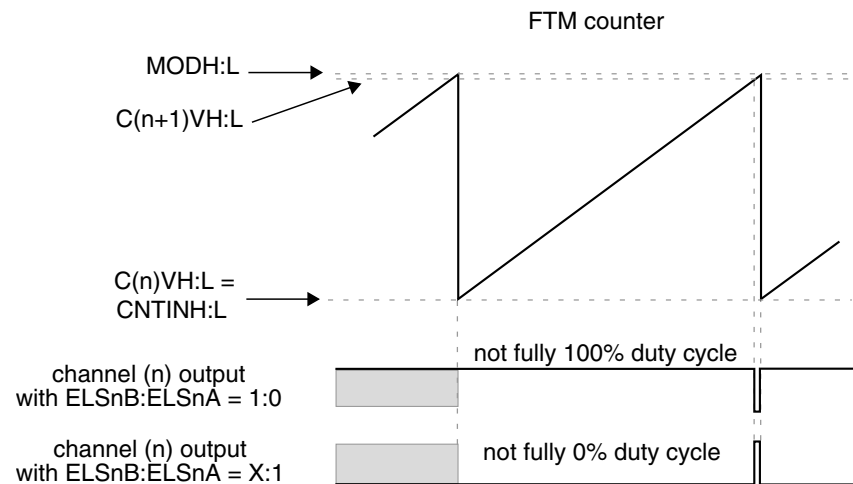 FTM counter
MODH:L
C(n+1)VH:L
C(n)VH:L =
CNTINH:L
not fully 100% duty cycle
channel (n) output
with ELSnB:ELSnA = 1:0
channel (n) output
with ELSnB:ELSnA = X:1
not fully 0% duty cycle